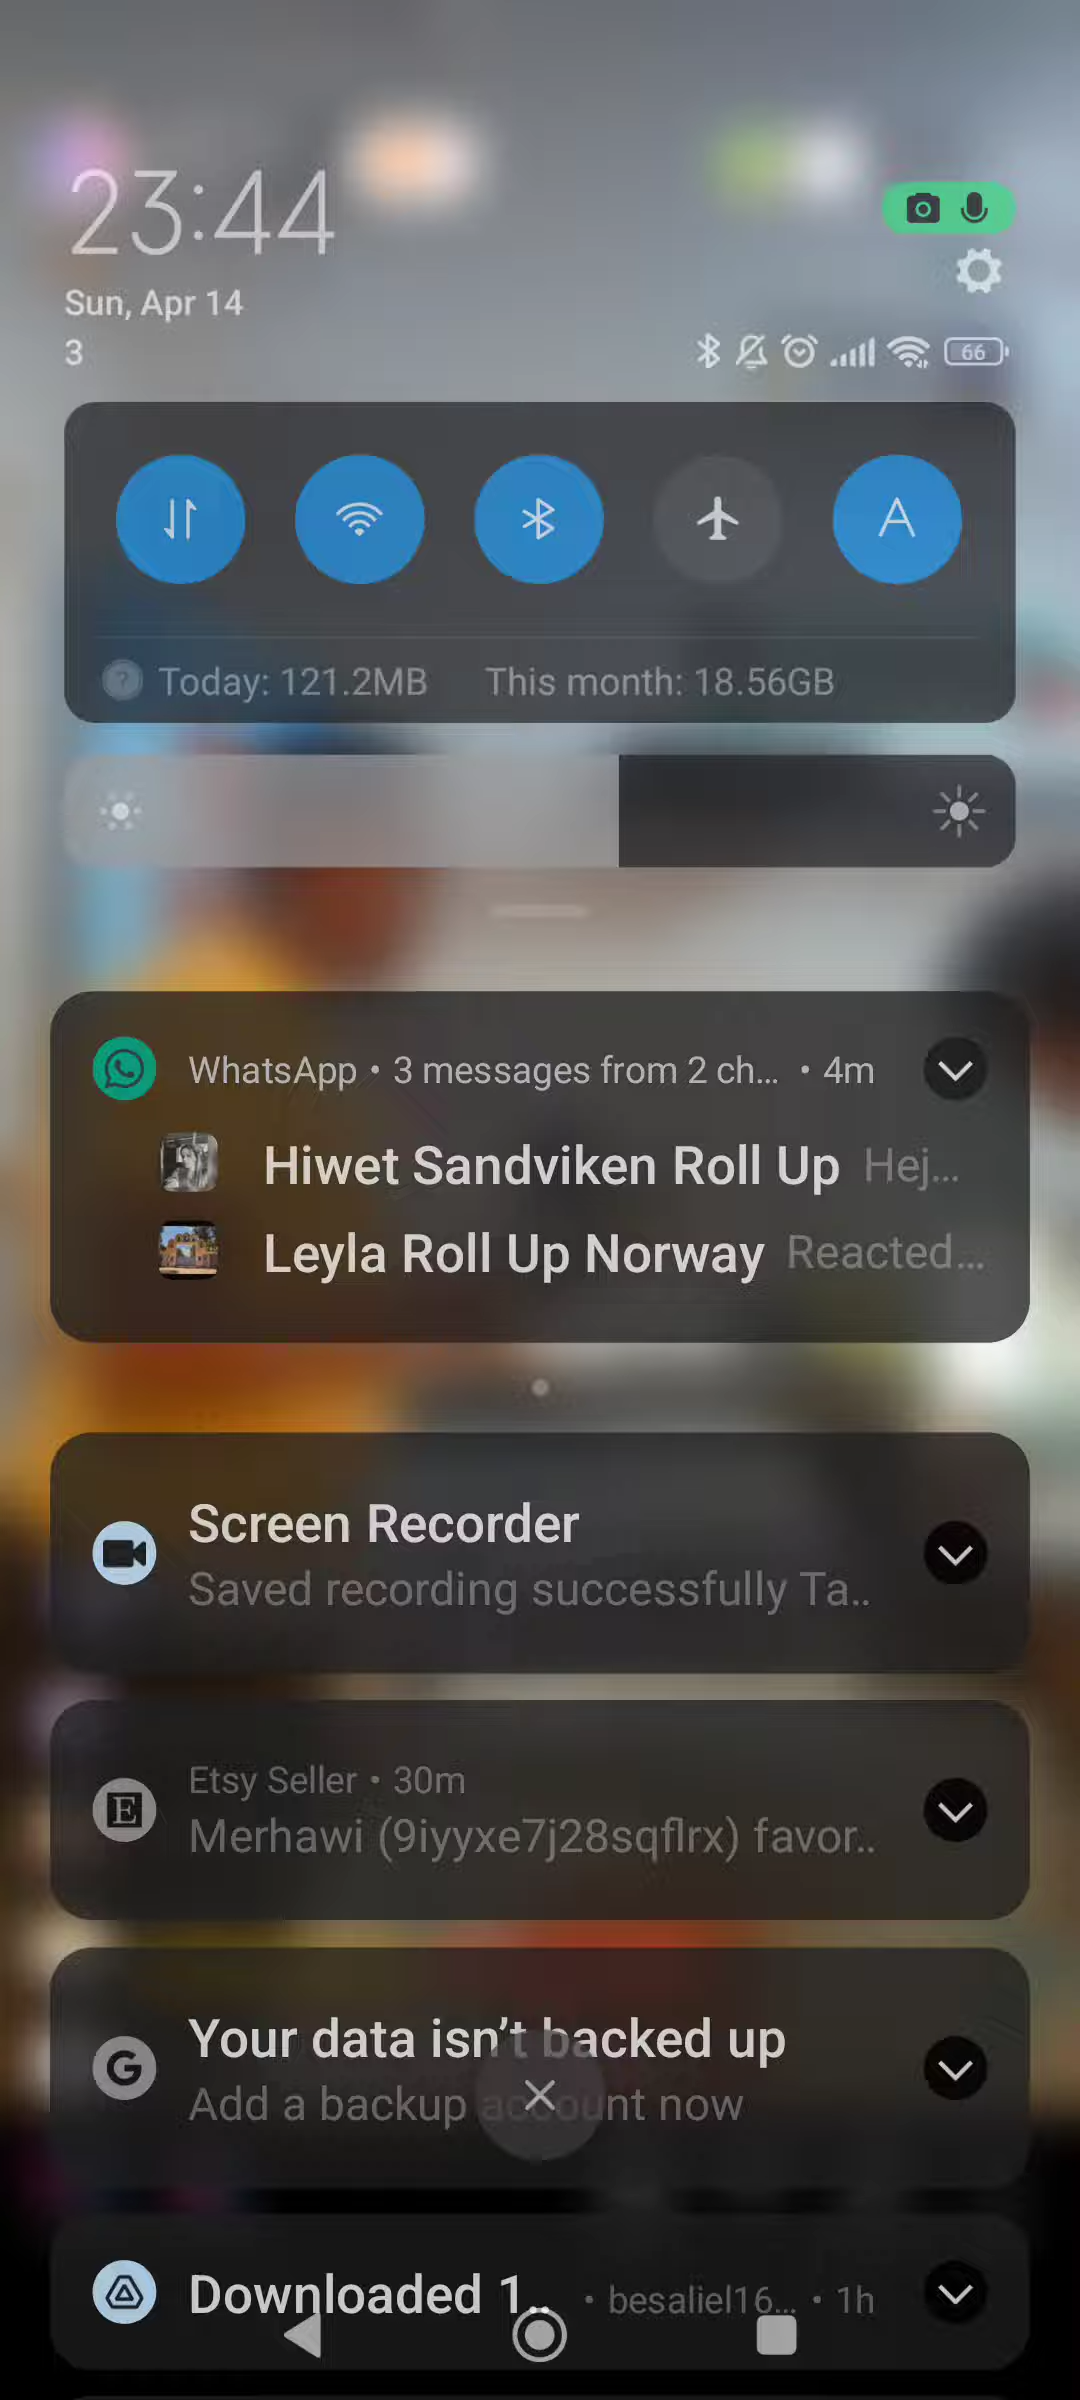 23:44
Sun, Apr 14
3
66
A
Today: 121.2MB This month: 18.56GB
WhatsApp • 3 messages from 2 ch... • 4m
Hiwet Sandviken Roll Up Hej...
Leyla Roll Up Norway Reacted...
Screen Recorder
Saved recording successfully Ta..
Etsy Seller • 30m
E
Merhawi (9iyyxe7j28sqflrx) favor..
Your data isn't backed up
G
Add a backup account now
Downloaded 1.. • besaliel16... • 1h